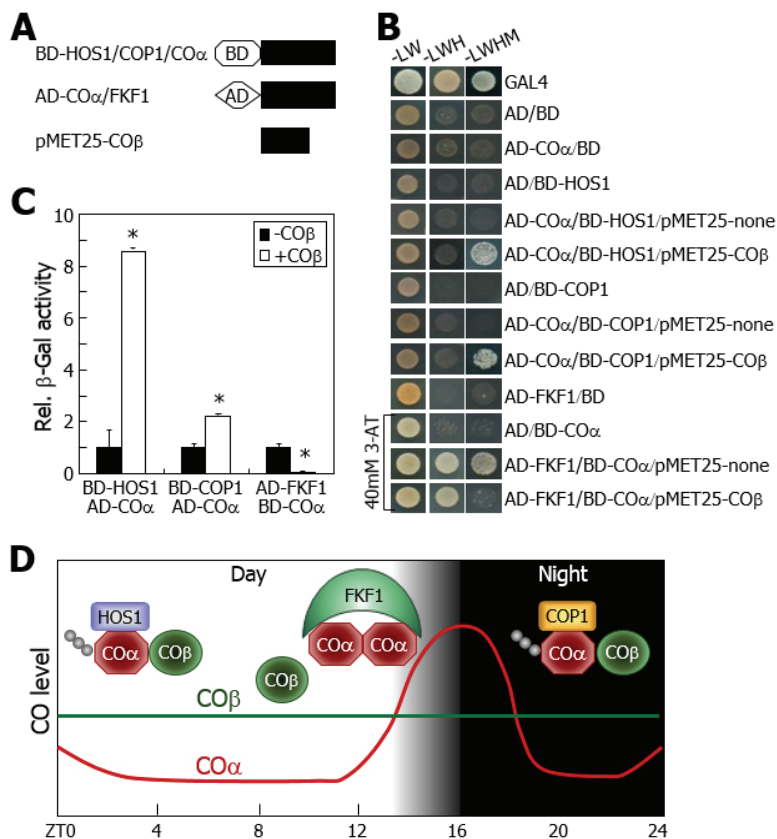 A
BD-HOS1/COP1/COα
BD
AD-COα/FKF1
AD
pMET25-COβ
B
-LW
-LWH
-LWHM
GAL4
AD/BD
AD-COα/BD
AD/BD-HOS1
AD-COα/BD-HOS1/pMET25-none
AD-COα/BD-HOS1/pMET25-COβ
AD/BD-COP1
AD-COα/BD-COP1/pMET25-none
AD-COα/BD-COP1/pMET25-COβ
AD-FKF1/BD
40mM 3-AT
AD/BD-COα
AD-FKF1/BD-COα/pMET25-none
AD-FKF1/BD-COα/pMET25-COβ
C
Rel. β-Gal activity
10
8
6
4
2
0
-COβ
+COβ
*
*
*
BD-HOS1
AD-COα
BD-COP1
AD-COα
AD-FKF1
BD-COα
D
Day
Night
CO level
HOS1
COα
COβ
COβ
FKF1
COα
COα
COP1
COα
COβ
COβ
COα
ZT0
4
8
12
16
20
24